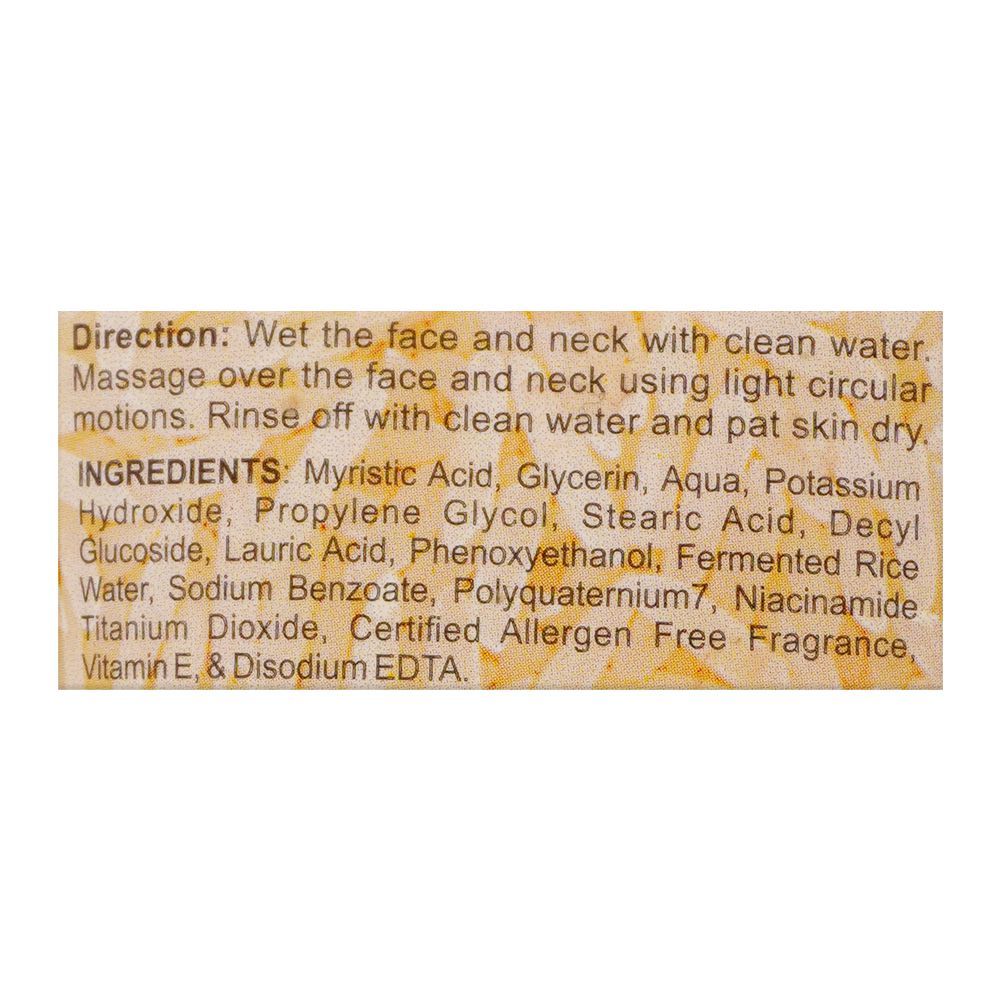 Direction: Wet the face and neck with clean water.
Massage over the face and neck using light circular
motions. Rinse off with clean water and pat skin dry.
INGREDIENTS: Myristic Acid, Glycerin, Aqua, Potassium
Hydroxide, Propylene Glycol, Stearic Acid, Decyl
Glucoside, Lauric Acid, Phenoxyethanol, Fermented Rice
Water, Sodium Benzoate, Polyquaternium7, Niacinamide
Titanium Dioxide, Certified Allergen Free Fragrance,
Vitamin E, & Disodium EDTA.